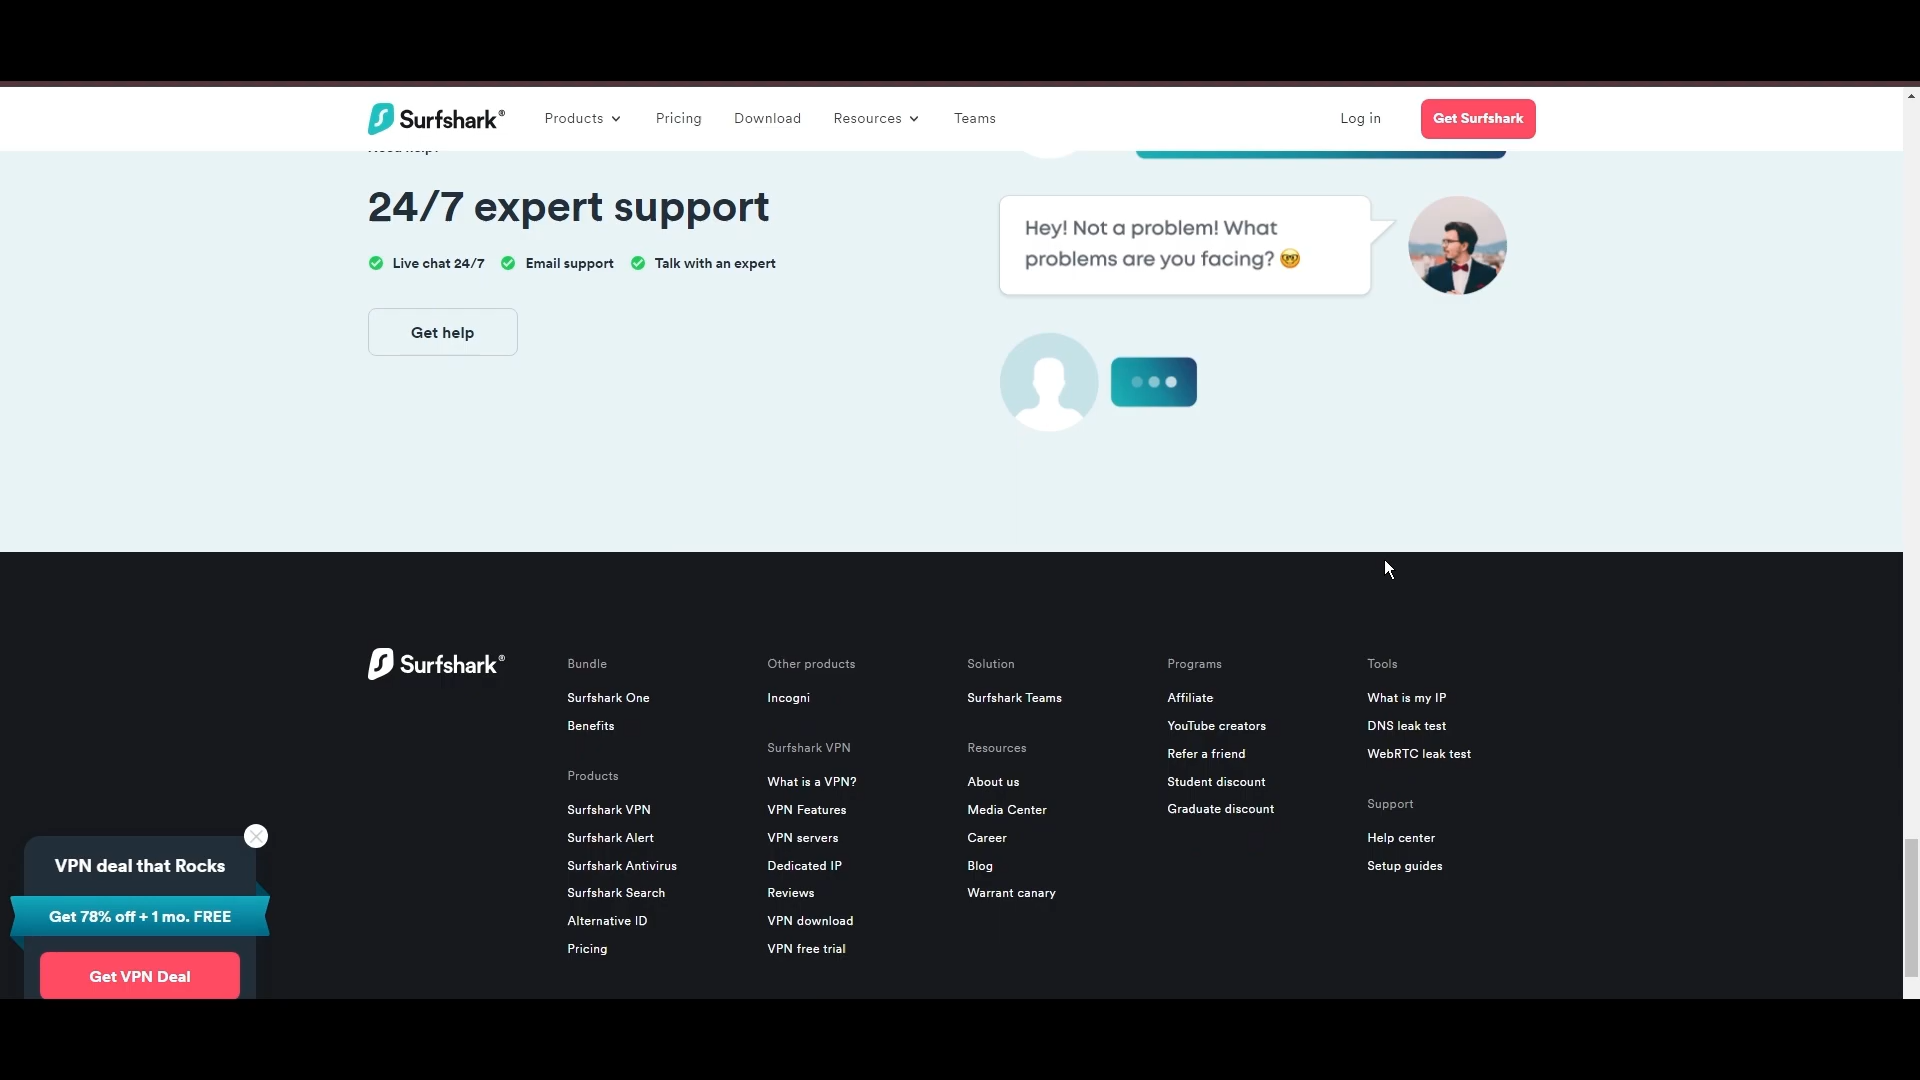 Surfshark®
Products
Pricing
Download
Resources
Teams
Log in
Get Surfshark
Need help?
24/7 expert support
Live chat 24/7
Email support
Talk with an expert
Get help
Hey! Not a problem! What
problems are you facing? 🤓
Surfshark®
Bundle
Surfshark One
Benefits
Products
Surfshark VPN
Surfshark Alert
Surfshark Antivirus
Surfshark Search
Alternative ID
Pricing
Other products
Incogni
Surfshark VPN
What is a VPN?
VPN Features
VPN servers
Dedicated IP
Reviews
VPN download
VPN free trial
Solution
Surfshark Teams
Resources
About us
Media Center
Career
Blog
Warrant canary
Programs
Affiliate
YouTube creators
Refer a friend
Student discount
Graduate discount
Tools
What is my IP
DNS leak test
WebRTC leak test
Support
Help center
Setup guides
VPN deal that Rocks
Get 78% off + 1 mo. FREE
Get VPN Deal